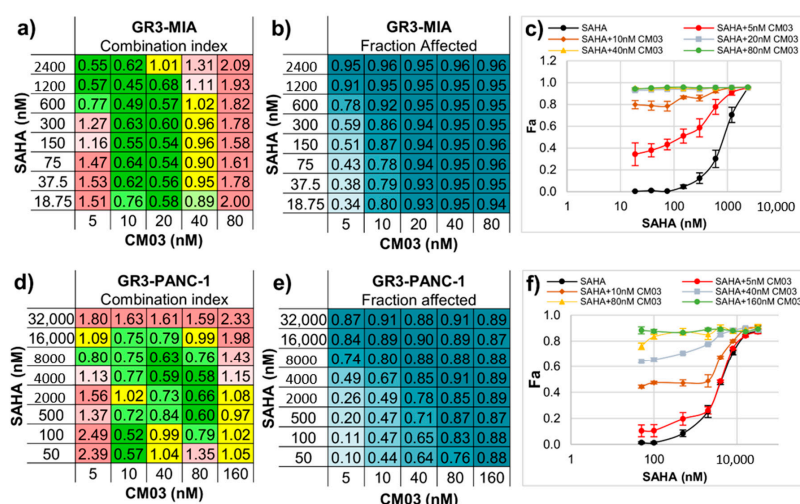 a)
GR3-MIA
Combination index
SAHA (nM)
2400 0.55 0.62 1.01 1.31 2.09
1200 0.57 0.45 0.68 1.11 1.93
600 0.77 0.49 0.57 1.02 1.82
300 1.27 0.63 0.60 0.96 1.78
150 1.16 0.55 0.54 0.96 1.58
75 1.47 0.64 0.54 0.90 1.61
37.5 1.53 0.62 0.56 0.95 1.78
18.75 1.51 0.76 0.58 0.89 2.00
5 10 20 40 80
CM03 (nM)
b)
GR3-MIA
Fraction Affected
SAHA (nM)
2400 0.95 0.96 0.95 0.96 0.96
1200 0.91 0.95 0.95 0.95 0.96
600 0.78 0.92 0.95 0.95 0.96
300 0.59 0.86 0.94 0.95 0.96
150 0.51 0.87 0.94 0.95 0.96
75 0.43 0.78 0.94 0.95 0.96
37.5 0.38 0.79 0.93 0.95 0.95
18.75 0.34 0.80 0.93 0.95 0.94
5 10 20 40 80
CM03 (nM)
c)
SAHA SAHA+5nM CM03
SAHA+10nM CM03 SAHA+20nM CM03
SAHA+40nM CM03 SAHA+80nM CM03
Fa
1.2
1.0
0.8
0.6
0.4
0.2
0.0
1 10 100 1000 10,000
SAHA (nM)
d)
GR3-PANC-1
Combination index
SAHA (nM)
32,000 1.80 1.63 1.61 1.59 2.33
16,000 1.09 0.75 0.79 0.99 1.98
8000 0.80 0.75 0.63 0.76 1.43
4000 1.13 0.77 0.59 0.58 1.15
2000 1.56 1.02 0.73 0.66 1.08
500 1.37 0.72 0.84 0.60 0.97
100 2.49 0.52 0.99 0.79 1.02
50 2.39 0.57 1.04 1.35 1.05
5 10 40 80 160
CM03 (nM)
e)
GR3-PANC-1
Fraction affected
SAHA (nM)
32,000 0.87 0.91 0.88 0.91 0.89
16,000 0.84 0.89 0.90 0.89 0.87
8000 0.74 0.80 0.88 0.88 0.88
4000 0.49 0.67 0.85 0.91 0.89
2000 0.26 0.49 0.78 0.85 0.89
500 0.20 0.47 0.71 0.87 0.87
100 0.11 0.47 0.65 0.83 0.88
50 0.10 0.44 0.64 0.76 0.88
5 10 40 80 160
CM03 (nM)
f)
SAHA SAHA+5nM CM03
SAHA+10nM CM03 SAHA+40nM CM03
SAHA+80nM CM03 SAHA+160nM CM03
Fa
1.0
0.8
0.6
0.4
0.2
0.0
1 100 10,000
SAHA (nM)